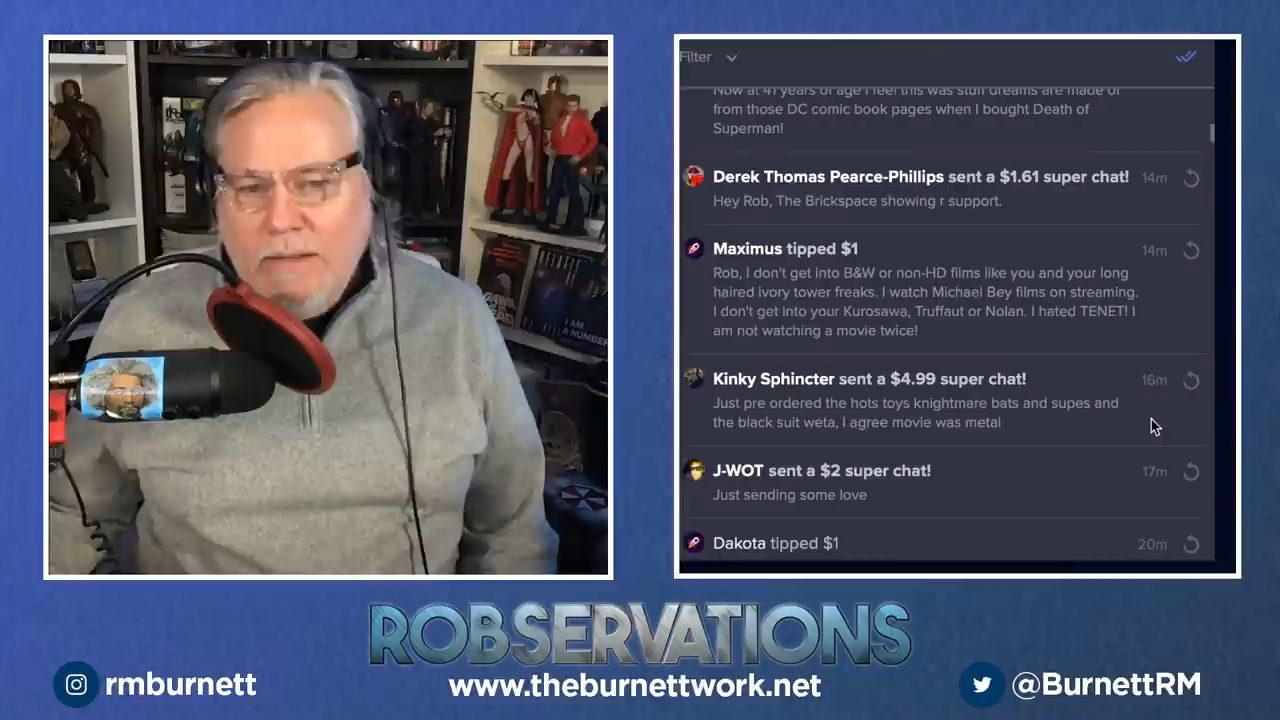 Filter
Now at 41 years of age I feel this was stuff dreams are made of
from those DC comic book pages when I bought Death of
Superman!
Derek Thomas Pearce-Phillips sent a $1.61 super chat! 14m
Hey Rob, The Brickspace showing r support.
Maximus tipped $1 14m
Rob, I don't get into B&W or non-HD films like you and your long
haired ivory tower freaks. I watch Michael Bey films on streaming.
I don't get into your Kurosawa, Truffaut or Nolan. I hated TENET! I
am not watching a movie twice!
Kinky Sphincter sent a $4.99 super chat! 16m
Just pre ordered the hots toys knightmare bats and supes and
the black suit weta, I agree movie was metal
J-WOT sent a $2 super chat! 17m
Just sending some love
Dakota tipped $1 20m
I AM
A NUMBER
ROBSERVATIONS
rmburnett
www.theburnettwork.net
@BurnettRM